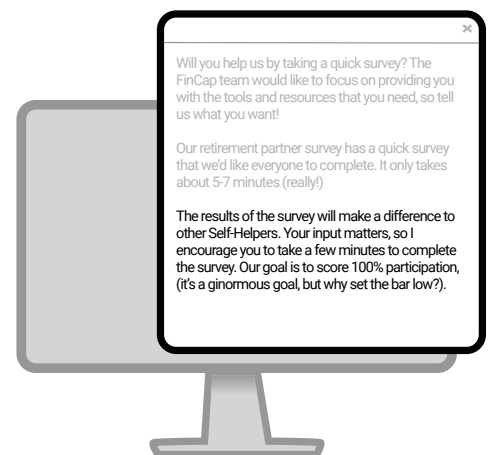 Will you help us by taking a quick survey? The
FinCap team would like to focus on providing you
with the tools and resources that you need, so tell
us what you want!
Our retirement partner survey has a quick survey
that we'd like everyone to complete. It only takes
about 5-7 minutes (really!)
The results of the survey will make a difference to
other Self-Helpers. Your input matters, so I
encourage you to take a few minutes to complete
the survey. Our goal is to score 100% participation,
(it's a ginormous goal, but why set the bar low?).